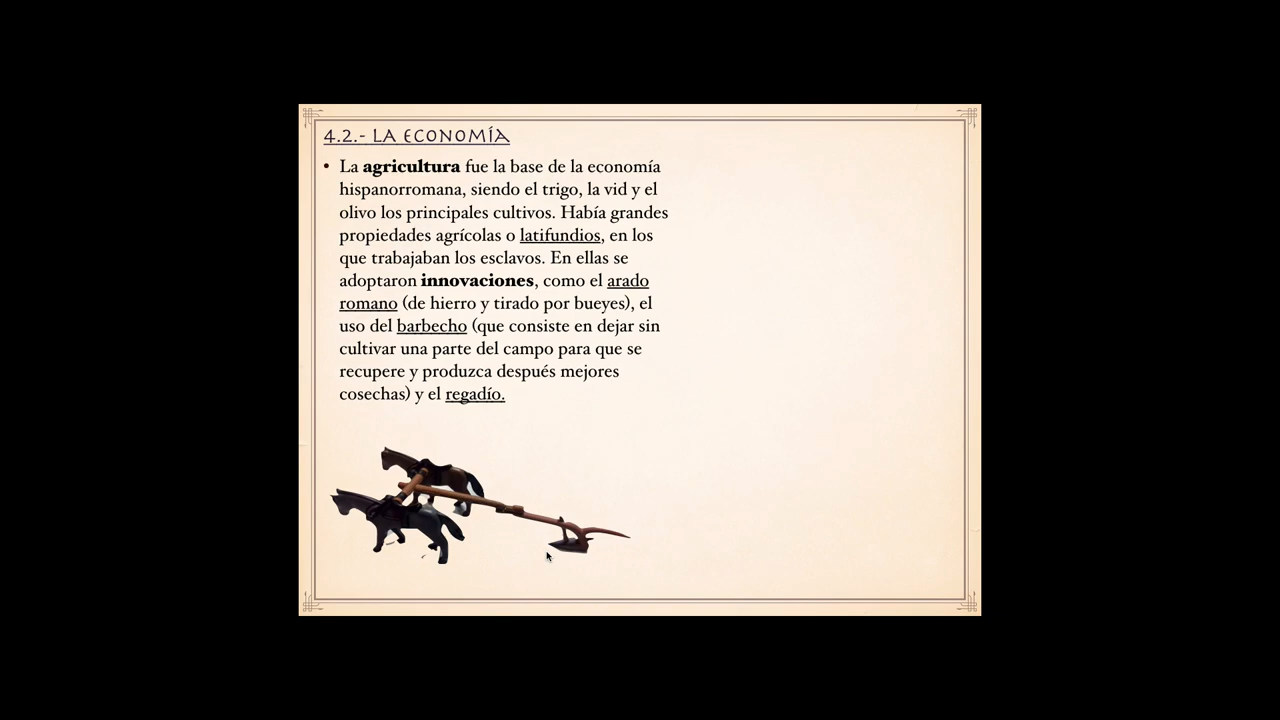 4.2.- LA ECONOMÍA
• La agricultura fue la base de la economía
hispanorromana, siendo el trigo, la vid y el
olivo los principales cultivos. Había grandes
propiedades agrícolas o latifundios, en los
que trabajaban los esclavos. En ellas se
adoptaron innovaciones, como el arado
romano (de hierro y tirado por bueyes), el
uso del barbecho (que consiste en dejar sin
cultivar una parte del campo para que se
recupere y produzca después mejores
cosechas) y el regadío.